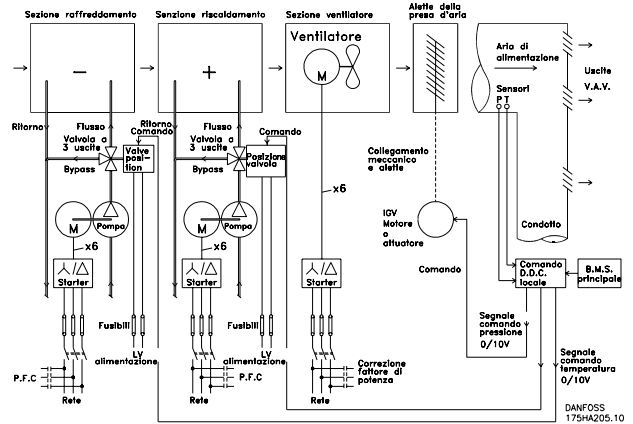 Sezione raffreddamento
Senzione riscaldamento
Sezione ventilatore
Alette della
presa d'aria
Ventilatore
M
−
+
Aria di
alimentazione
Sensori
P T
Uscite
V.A.V.
Ritorno
Flusso
Valvola a
3 uscite
Bypass
Comando
Valve
posi-
tion
Ritorno
Flusso
Valvola a
3 uscite
Bypass
Comando
Posizione
valvola
Collegamento
meccanico
e alette
x6
M
Pompa
x6
M
Pompa
x6
IGV
Motore
o
attuatore
Condotto
Comando
Comando
D.D.C.
locale
B.M.S.
principale
Starter
Starter
Starter
Segnale
comando
pressione
0/10V
Fusibili
Fusibili
LV
alimentazione
LV
alimentazione
Segnale
comando
temperatura
0/10V
P.F.C
P.F.C
Correzione
fattore di
potenza
Rete
Rete
Rete
DANFOSS
175HA205.10